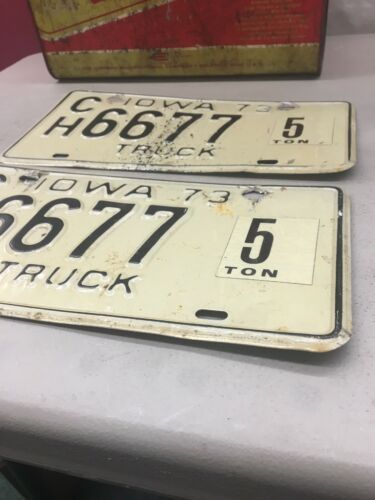 C IOWA 73
H6677 5
TON
TRUCK
C IOWA 73
6677 5
TON
TRUCK